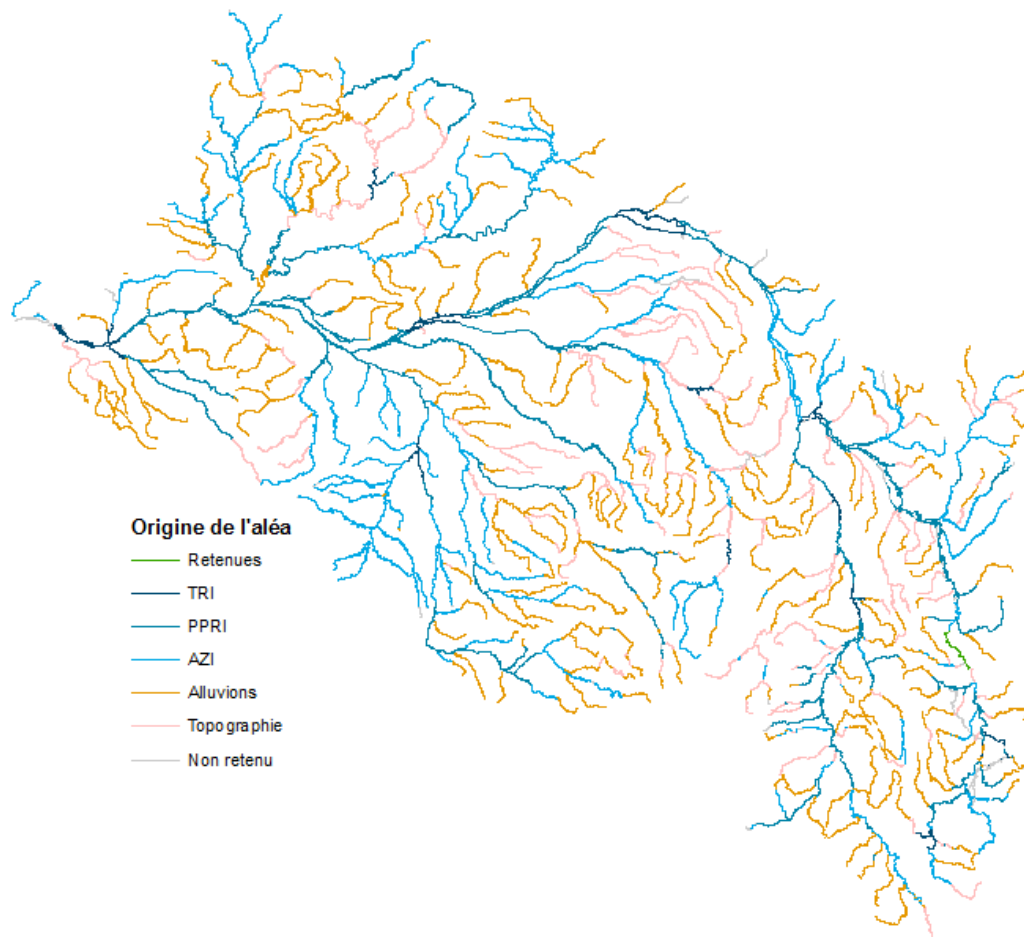 Origine de l'aléa
Retenues
TRI
PPRI
AZI
Alluvions
Topographie
Non retenu